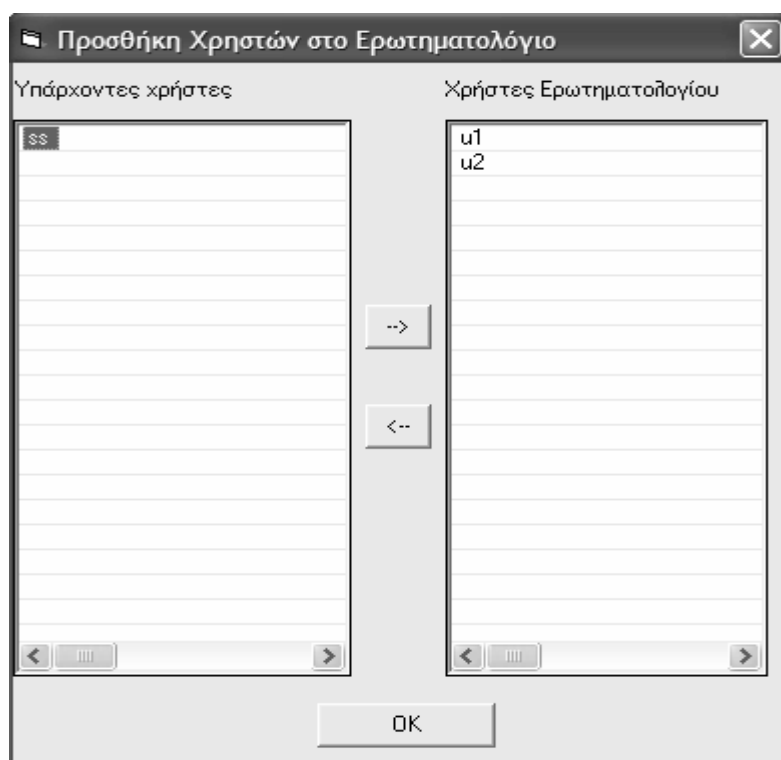 Προσθήκη Χρηστών στο Ερωτηματολόγιο
Υπάρχοντες χρήστες
Χρήστες Ερωτηματολογίου
ss
u1
u2
-->
<--
OK